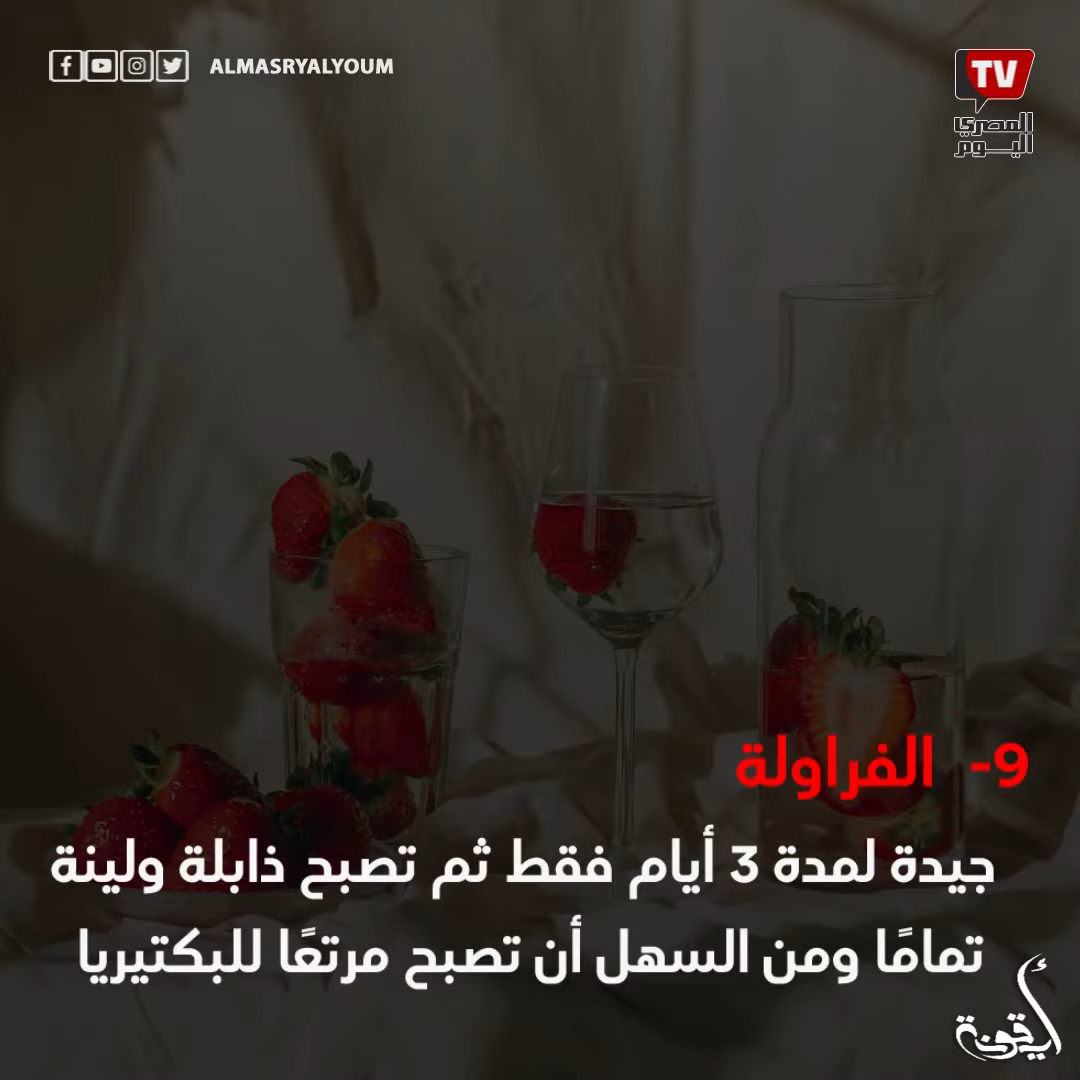 ALMASRYALYOUM
TV
المصري
اليوم
9- الفراولة
جيدة لمدة 3 أيام فقط ثم تصبح ذابلة ولينة
تمامًا ومن السهل أن تصبح مرتعًا للبكتيريا
أيقونة